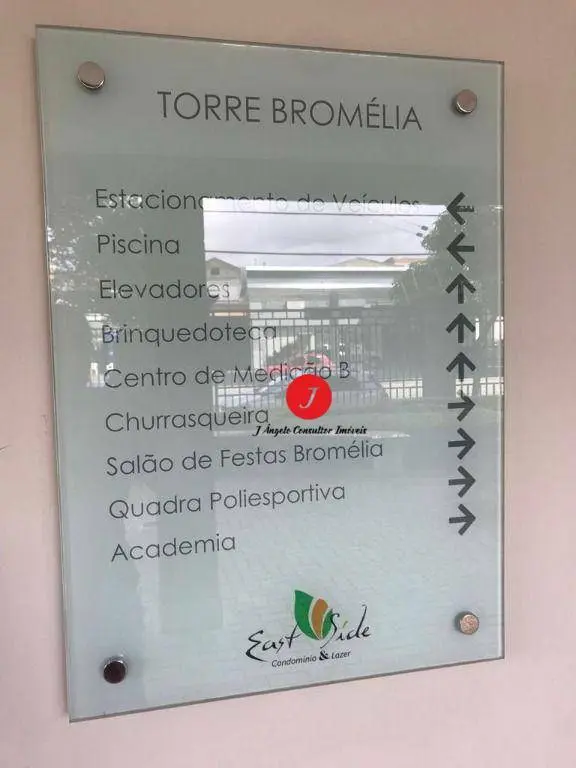 TORRE BROMÉLIA
Estacionamento de Veículos ←
Piscina ←
Elevadores ↑
Brinquedoteca ↑
Centro de Medição B ↑
Churrasqueira →
Salão de Festas Bromélia →
Quadra Poliesportiva →
Academia →
J
J Ângelo Consultor Imóveis
East Side
Condomínio & Lazer